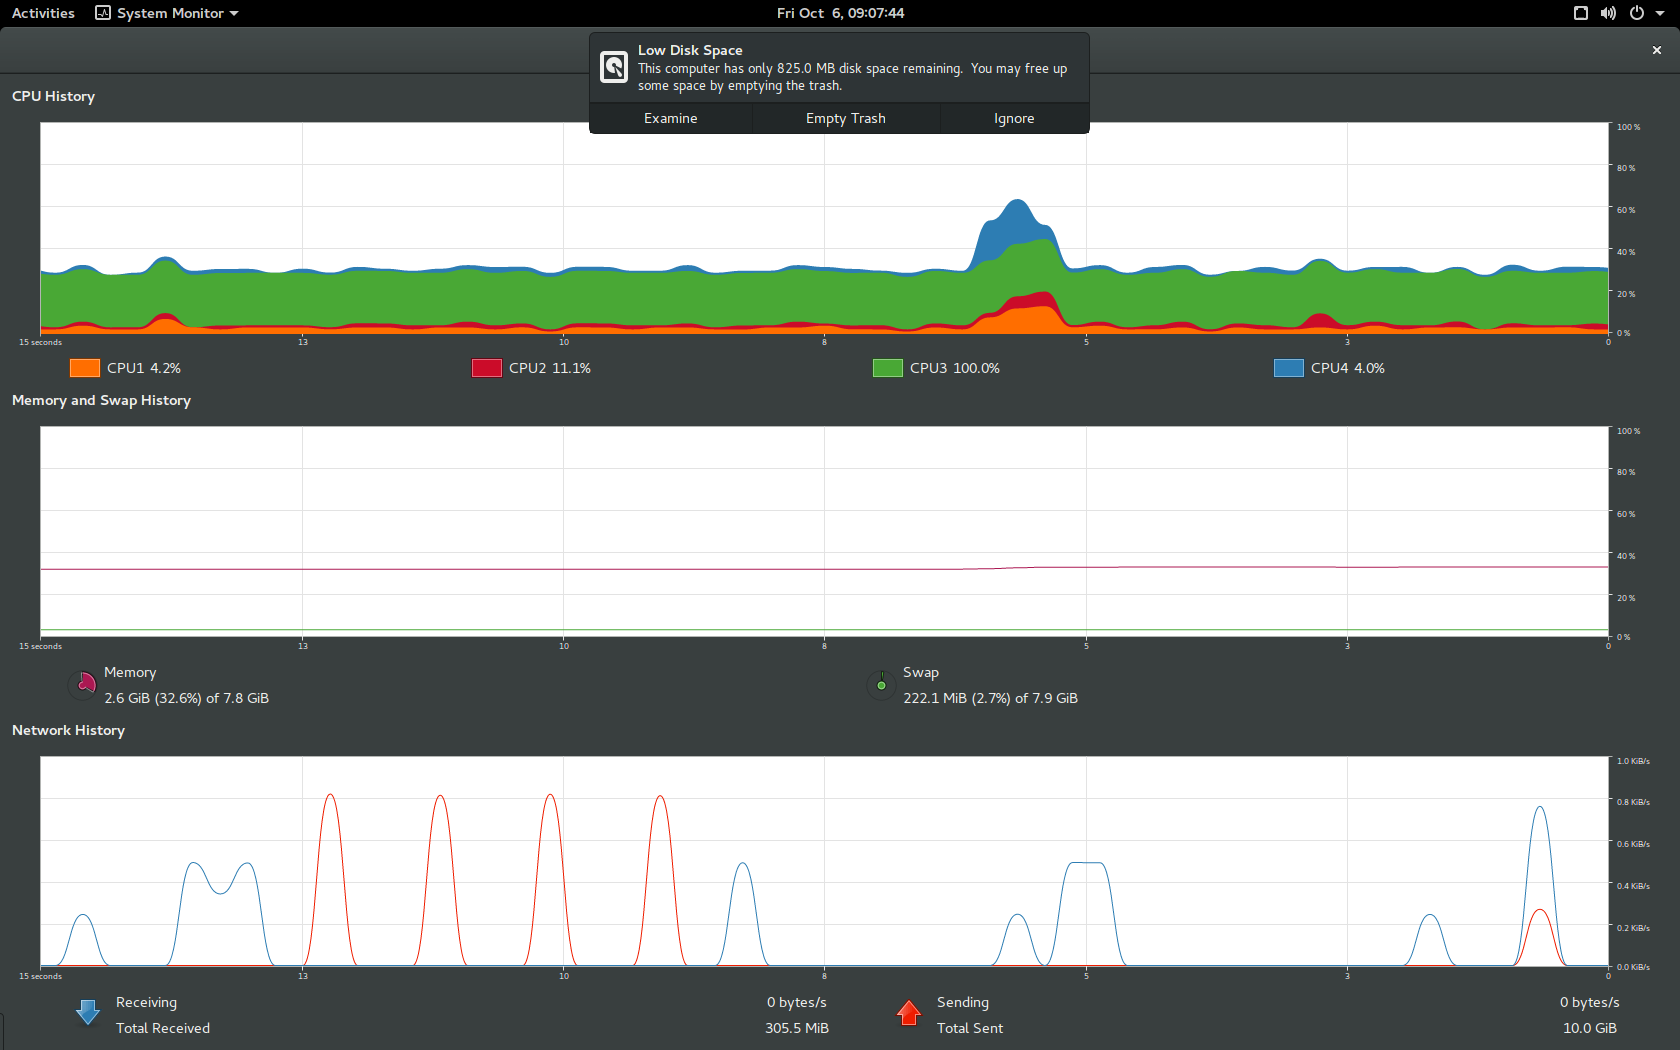 Activities
System Monitor
Fri Oct  6, 09:07:44
Low Disk Space
This computer has only 825.0 MB disk space remaining.  You may free up
some space by emptying the trash.
Examine
Empty Trash
Ignore
CPU History
100 %
80 %
60 %
40 %
20 %
0 %
15 seconds
13
10
8
5
3
0
CPU1 4.2%
CPU2 11.1%
CPU3 100.0%
CPU4 4.0%
Memory and Swap History
100 %
80 %
60 %
40 %
20 %
0 %
15 seconds
13
10
8
5
3
0
Memory
2.6 GiB (32.6%) of 7.8 GiB
Swap
222.1 MiB (2.7%) of 7.9 GiB
Network History
1.0 KiB/s
0.8 KiB/s
0.6 KiB/s
0.4 KiB/s
0.2 KiB/s
0.0 KiB/s
15 seconds
13
10
8
5
3
0
Receiving
0 bytes/s
Total Received
305.5 MiB
Sending
0 bytes/s
Total Sent
10.0 GiB